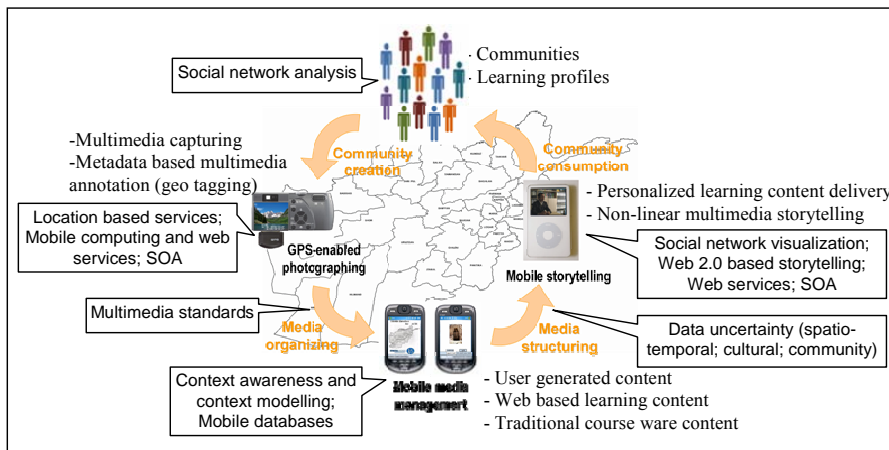 Social network analysis
· Communities
· Learning profiles
-Multimedia capturing
-Metadata based multimedia
annotation (geo tagging)
Community
creation
Community
consumption
Location based services;
Mobile computing and web
services; SOA
GPS-enabled
photographing
- Personalized learning content delivery
- Non-linear multimedia storytelling
Mobile storytelling
Social network visualization;
Web 2.0 based storytelling;
Web services; SOA
Multimedia standards
Media
organizing
Media
structuring
Data uncertainty (spatio-
temporal; cultural; community)
Context awareness and
context modelling;
Mobile databases
Mobile media
management
- User generated content
- Web based learning content
- Traditional course ware content